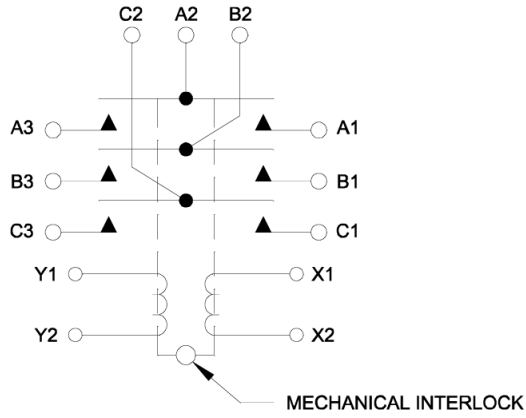 C2 A2 B2
A3 A1
B3 B1
C3 C1
Y1 X1
Y2 X2
MECHANICAL INTERLOCK